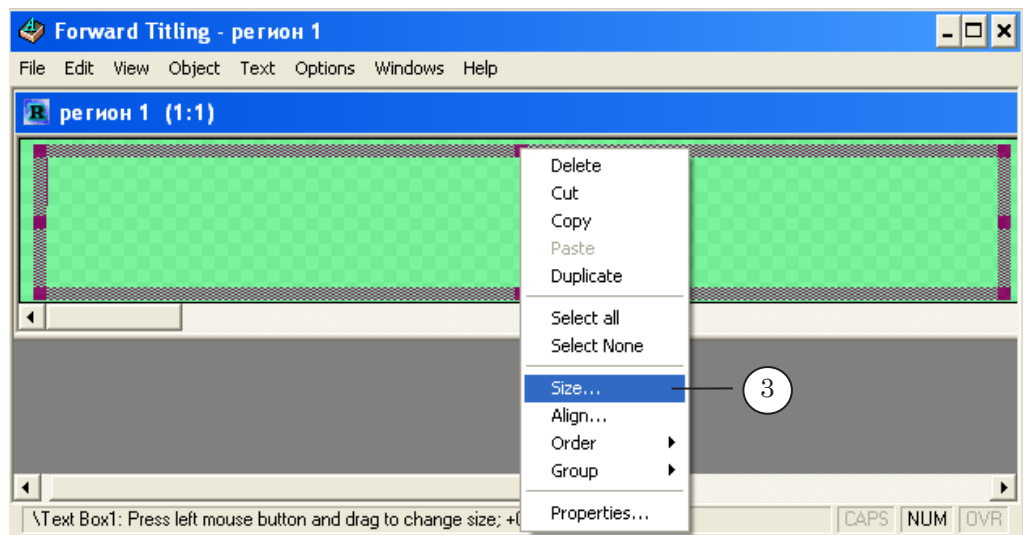 Forward Titling - регион 1
File Edit View Object Text Options Windows Help
R регион 1 (1:1)
Delete
Cut
Copy
Paste
Duplicate
Select all
Select None
Size...
3
Align...
Order
Group
Properties...
\Text Box1: Press left mouse button and drag to change size; +
CAPS NUM OVR